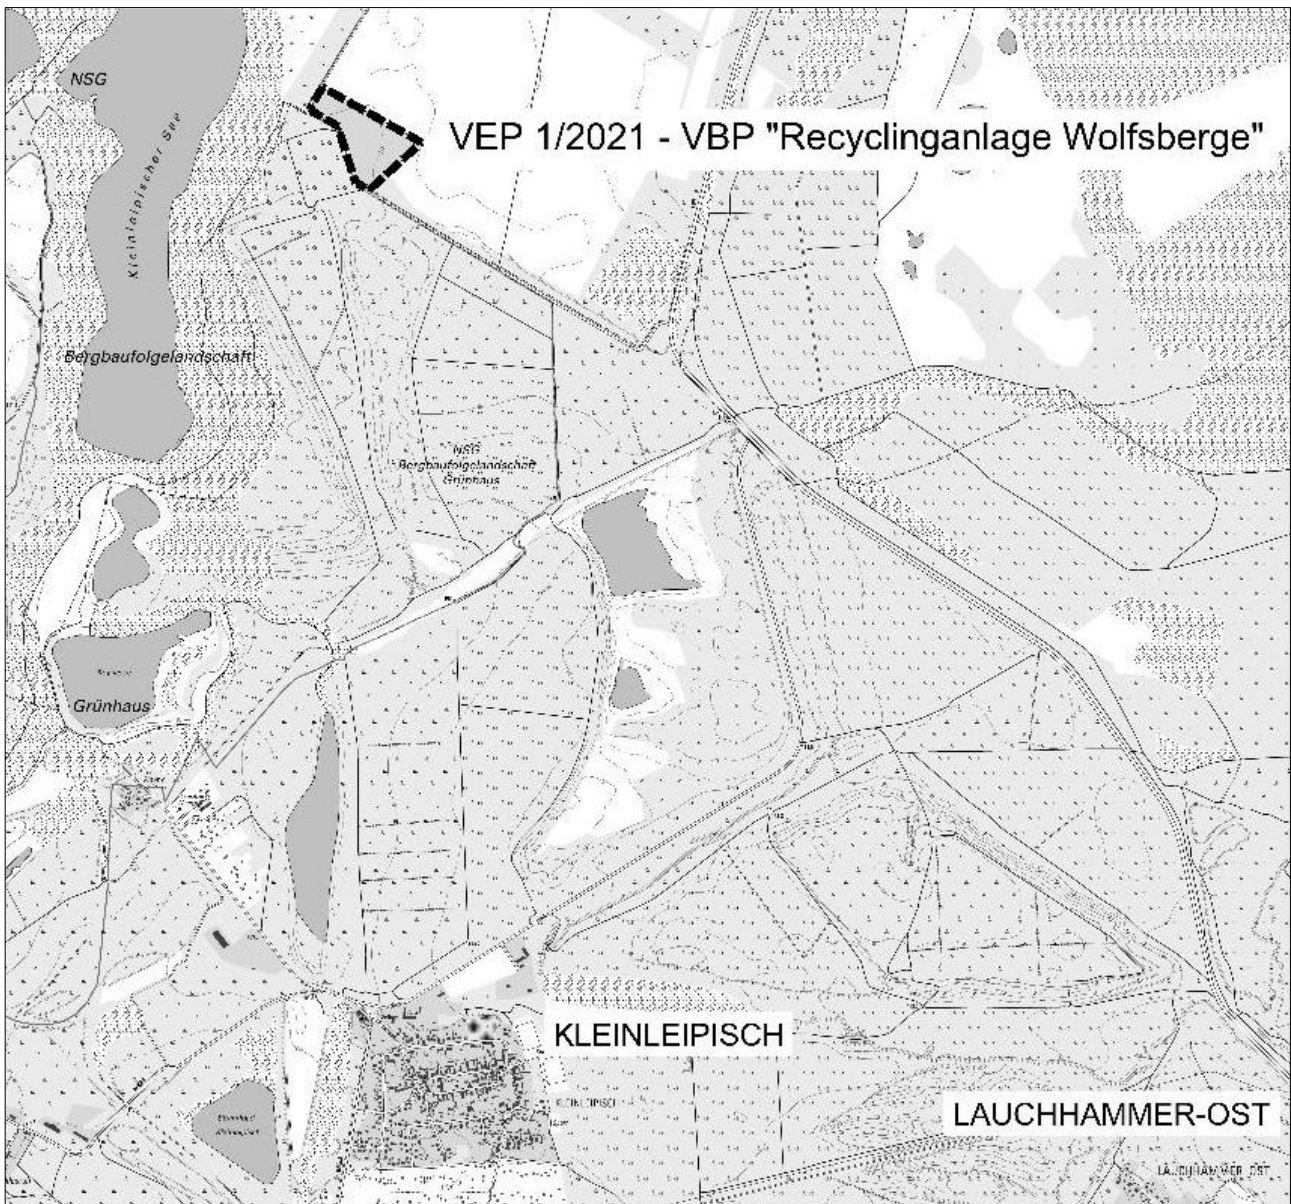 NSG
Kleinleipischer See
VEP 1/2021 - VBP "Recyclinganlage Wolfsberge"
Bergbaufolgelandschaft
NSG
Bergbaufolgelandschaft
Grünhaus
Grünhaus
KLEINLEIPISCH
KLEINLEIPISCH
LAUCHHAMMER-OST
LAUCHHAMMER-OST